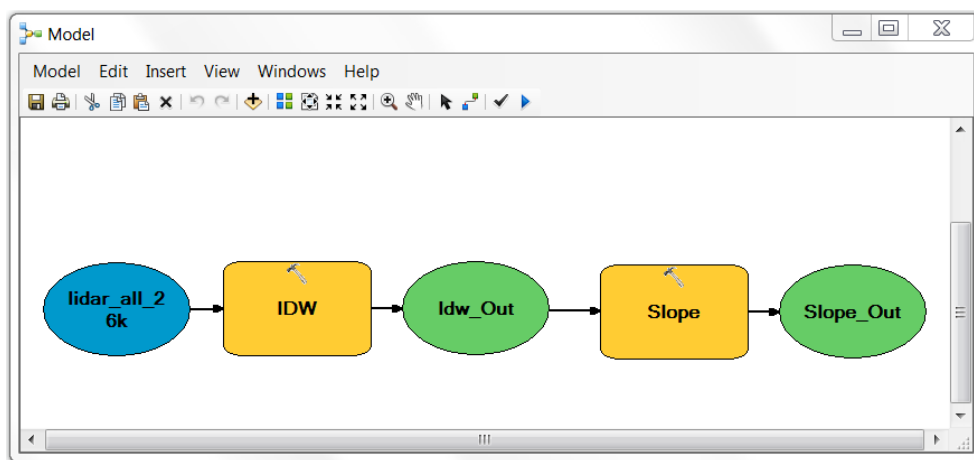 Model
Model Edit Insert View Windows Help
lidar_all_2
6k
IDW
Idw_Out
Slope
Slope_Out